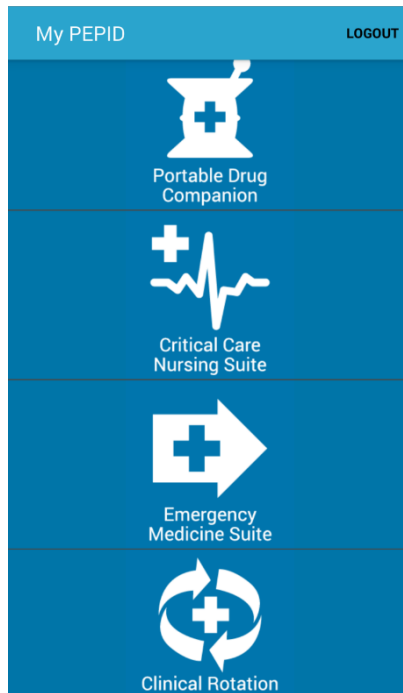 My PEPID
LOGOUT
Portable Drug
Companion
Critical Care
Nursing Suite
Emergency
Medicine Suite
Clinical Rotation